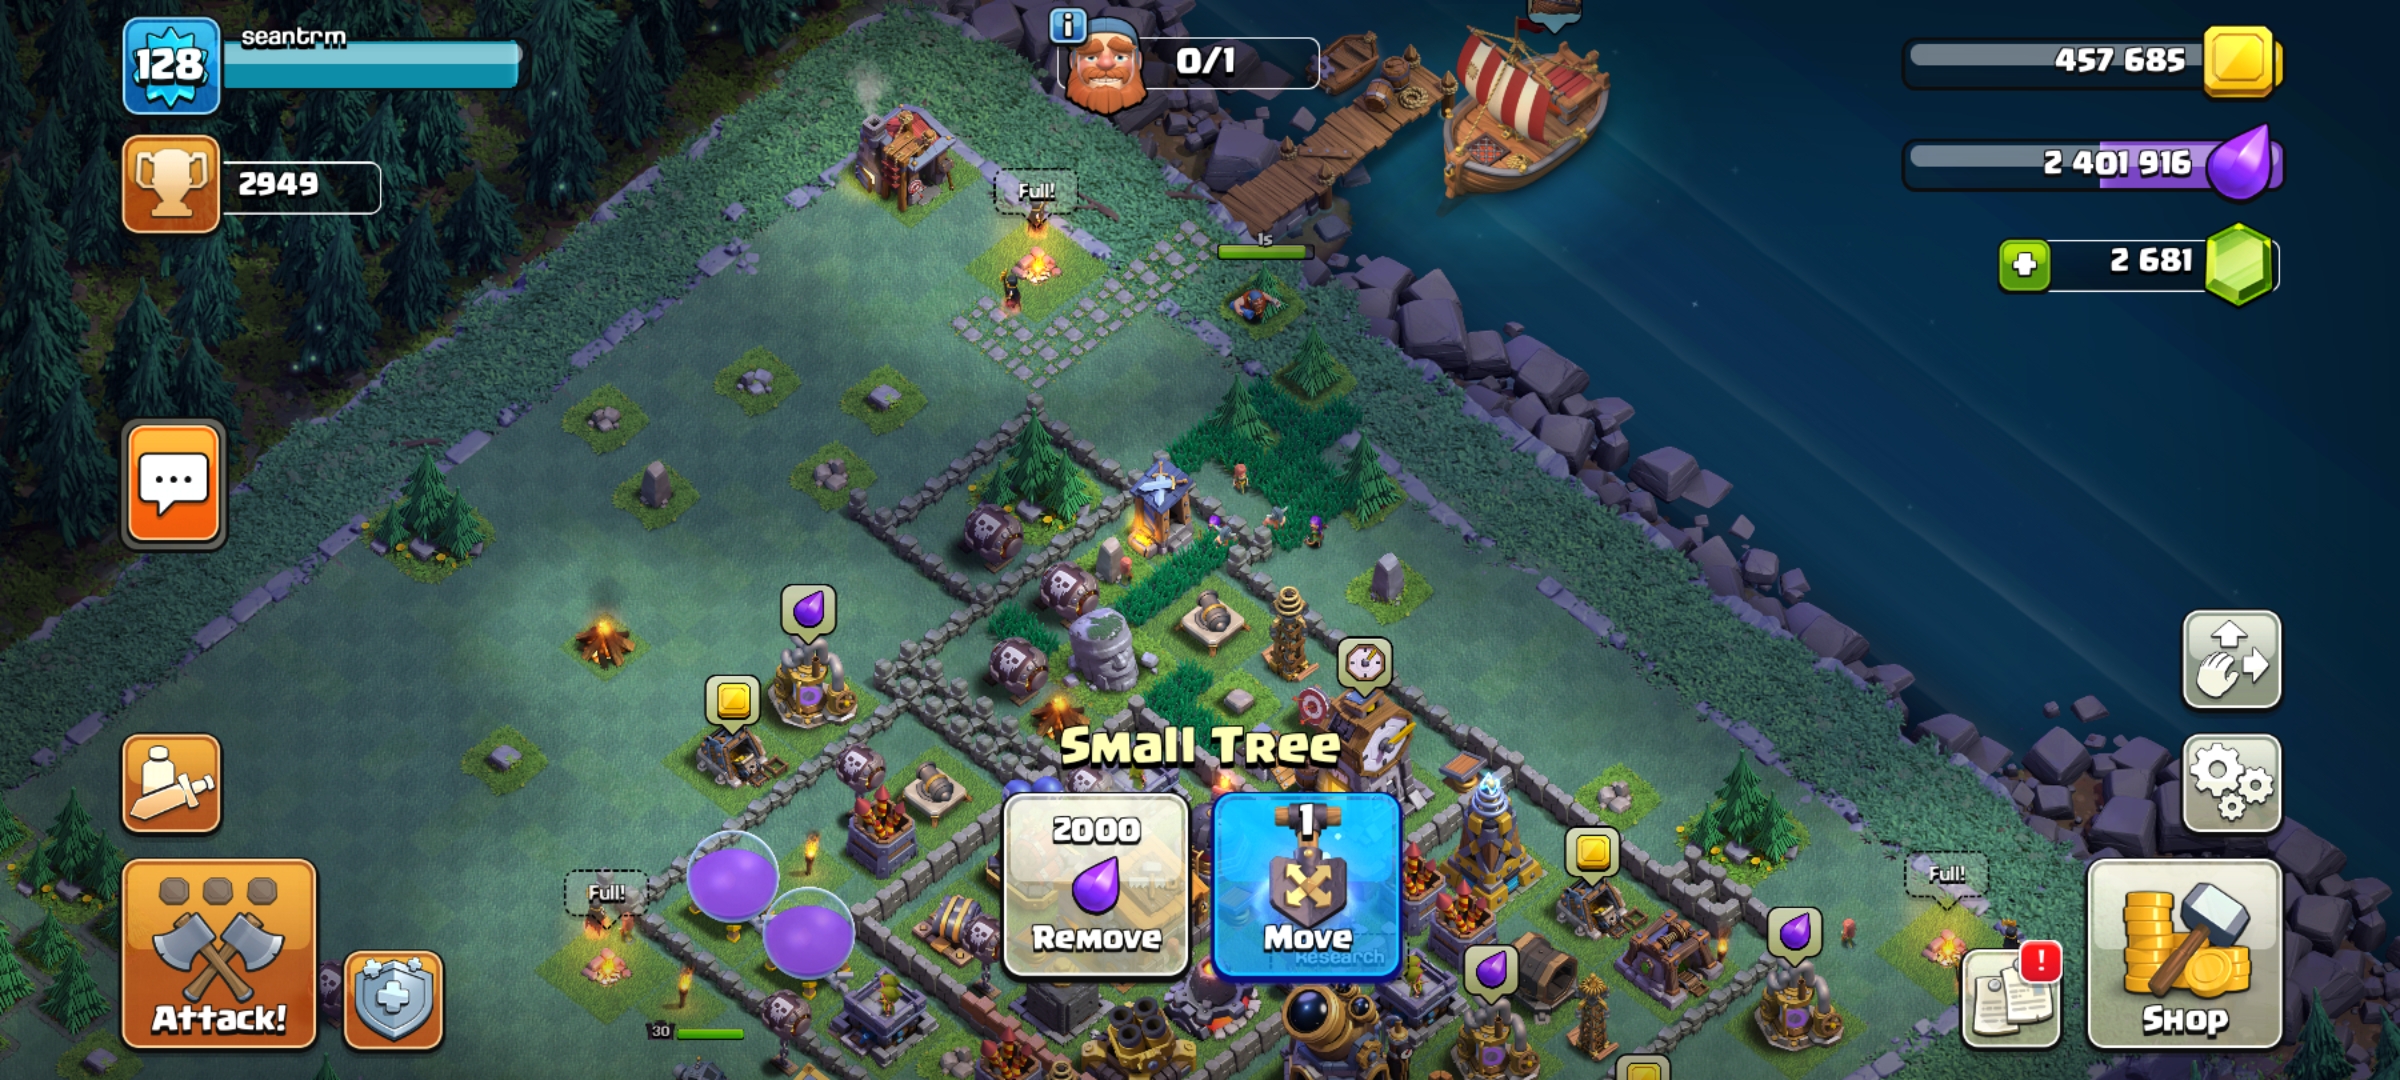 128
seantrm
0/1
457 685
2949
2 401 916
Full!
1s
2 681
Small Tree
2000
1
Full!
Full!
Remove
Move
Research
!
Attack!
30
Shop